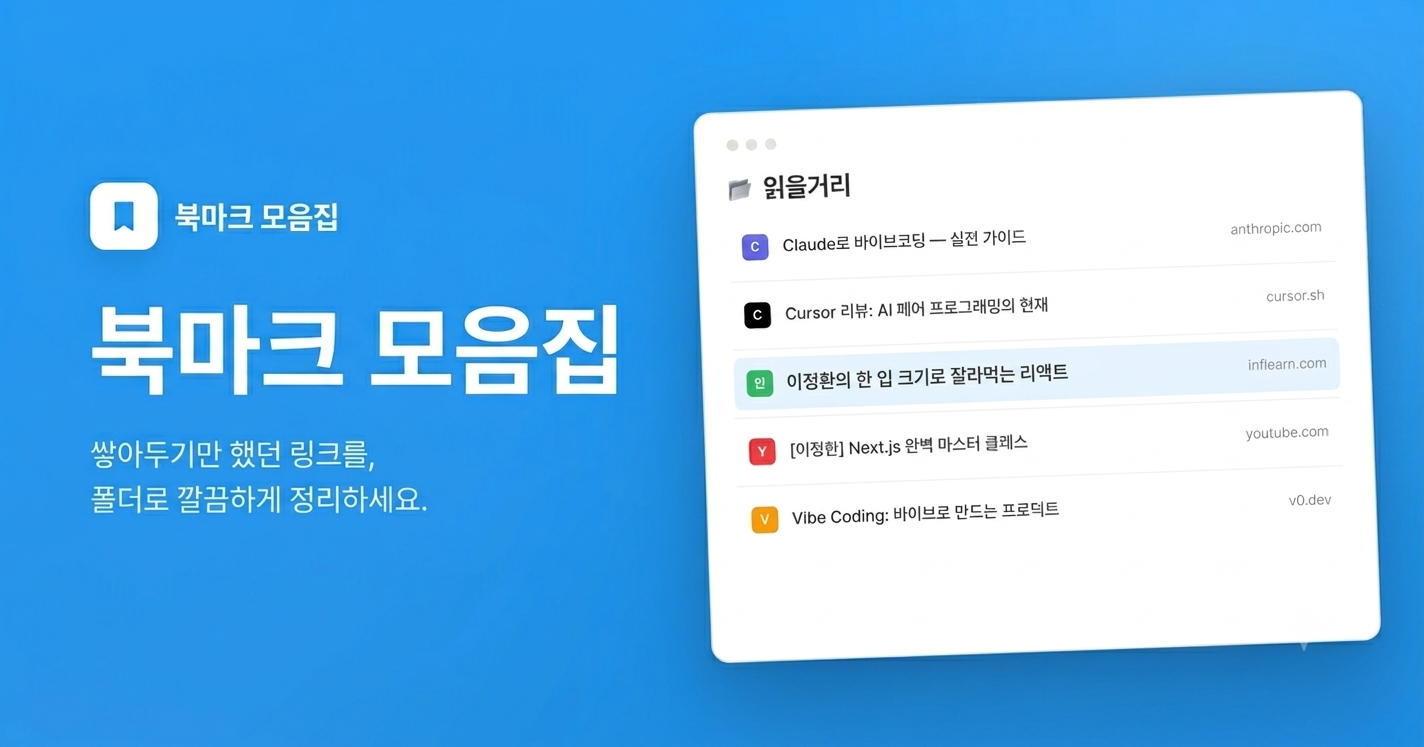 북마크 모음집
북마크 모음집
쌓아두기만 했던 링크를,
폴더로 깔끔하게 정리하세요.
읽을거리
C Claude로 바이브코딩 — 실전 가이드 anthropic.com
C Cursor 리뷰: AI 페어 프로그래밍의 현재 cursor.sh
인 이정환의 한 입 크기로 잘라먹는 리액트 inflearn.com
Y [이정한] Next.js 완벽 마스터 클래스 youtube.com
V Vibe Coding: 바이브로 만드는 프로덕트 v0.dev